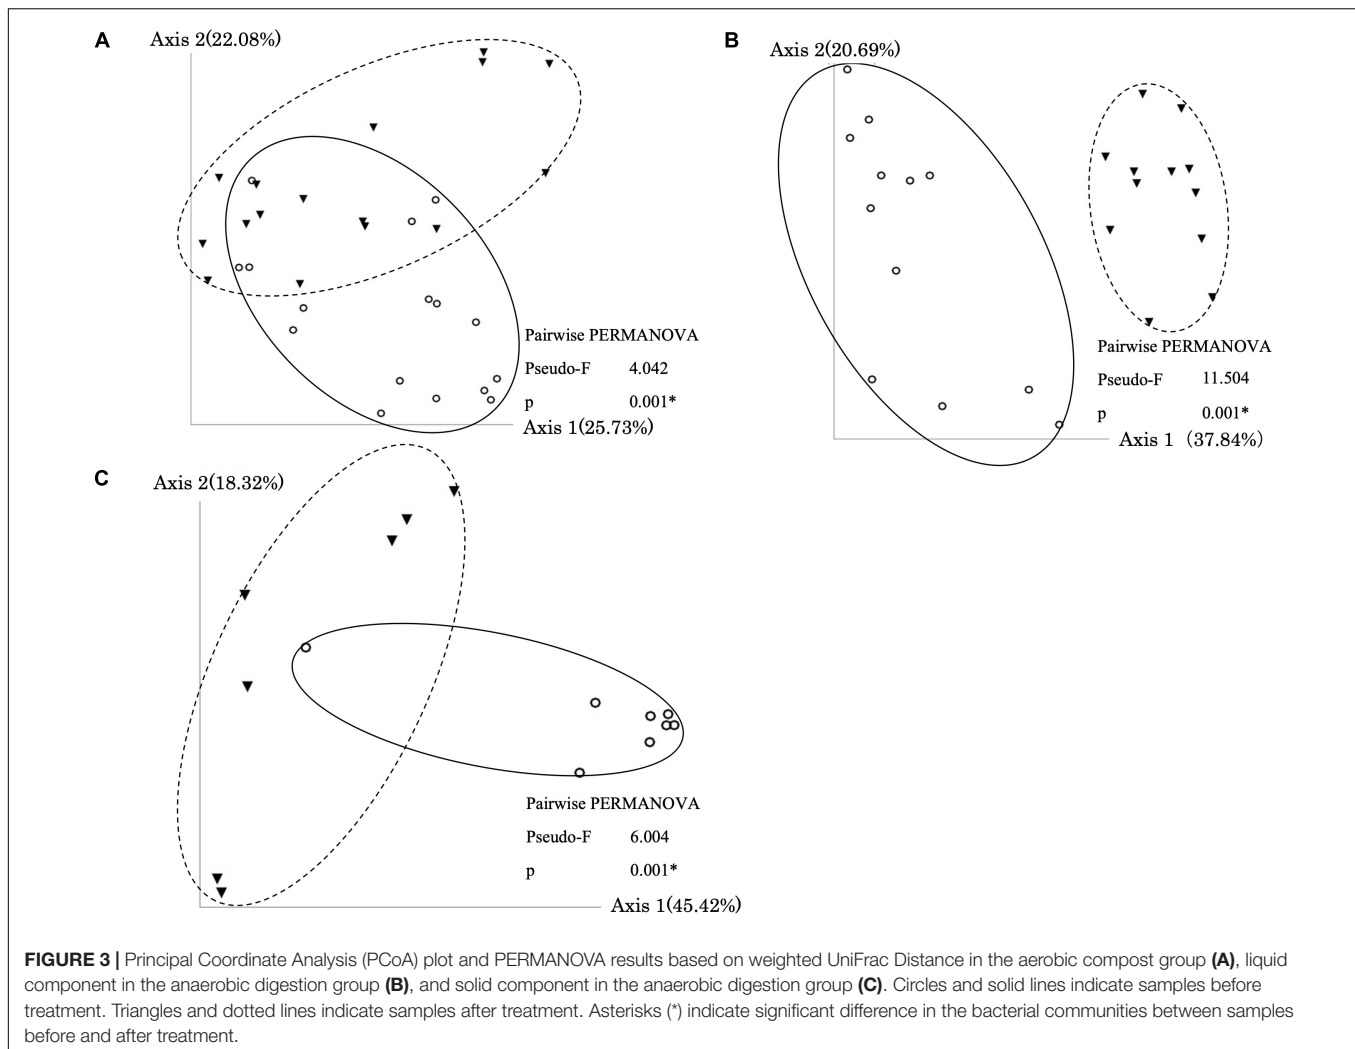 A
Axis 2(22.08%)
Pairwise PERMANOVA
Pseudo-F 4.042
p 0.001*
Axis 1(25.73%)
B
Axis 2(20.69%)
Pairwise PERMANOVA
Pseudo-F 11.504
p 0.001*
Axis 1 (37.84%)
C
Axis 2(18.32%)
Pairwise PERMANOVA
Pseudo-F 6.004
p 0.001*
Axis 1(45.42%)
FIGURE 3 | Principal Coordinate Analysis (PCoA) plot and PERMANOVA results based on weighted UniFrac Distance in the aerobic compost group (A), liquid
component in the anaerobic digestion group (B), and solid component in the anaerobic digestion group (C). Circles and solid lines indicate samples before
treatment. Triangles and dotted lines indicate samples after treatment. Asterisks (*) indicate significant difference in the bacterial communities between samples
before and after treatment.